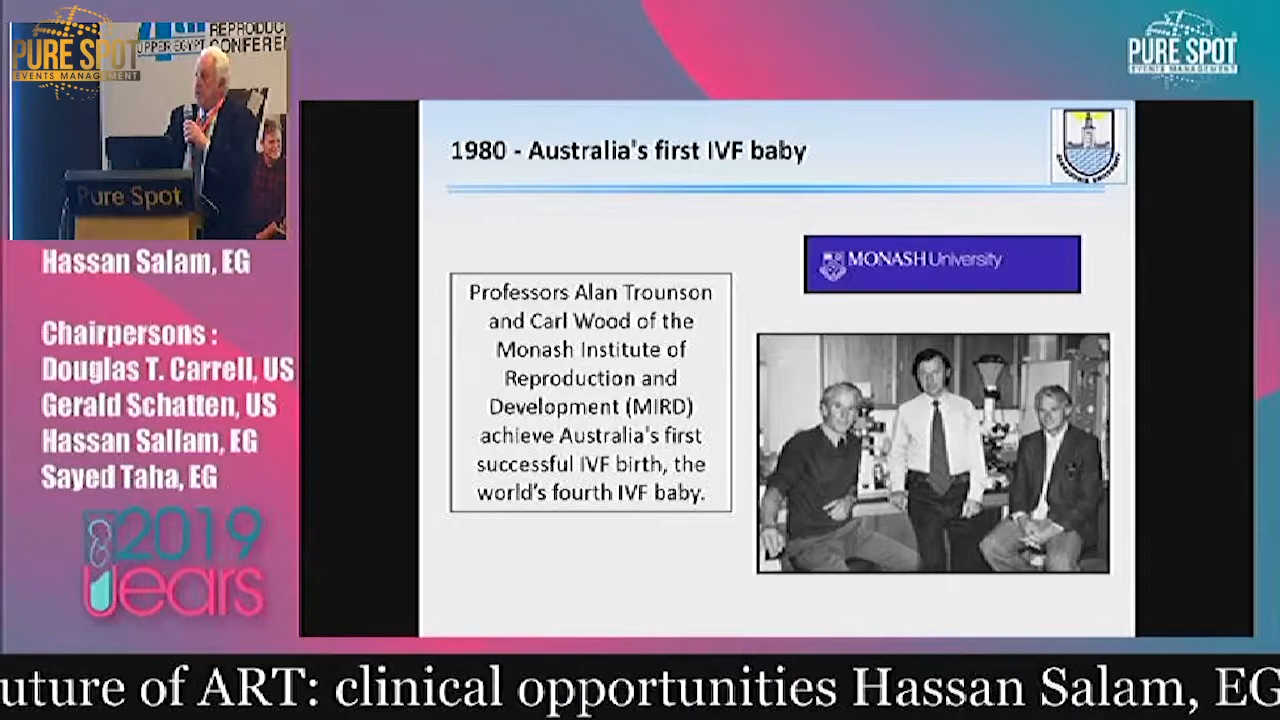 PURE SPOT
EVENTS MANAGEMENT
REPRODUC
UPPER EGYPT CONFEREN
Pure Spot
Hassan Salam, EG
Chairpersons :
Douglas T. Carrell, US
Gerald Schatten, US
Hassan Sallam, EG
Sayed Taha, EG
2019
Uears
PURE SPOT
EVENTS MANAGEMENT
1980 - Australia's first IVF baby
MONASH University
Professors Alan Trounson
and Carl Wood of the
Monash Institute of
Reproduction and
Development (MIRD)
achieve Australia's first
successful IVF birth, the
world's fourth IVF baby.
uture of ART: clinical opportunities Hassan Salam, EG